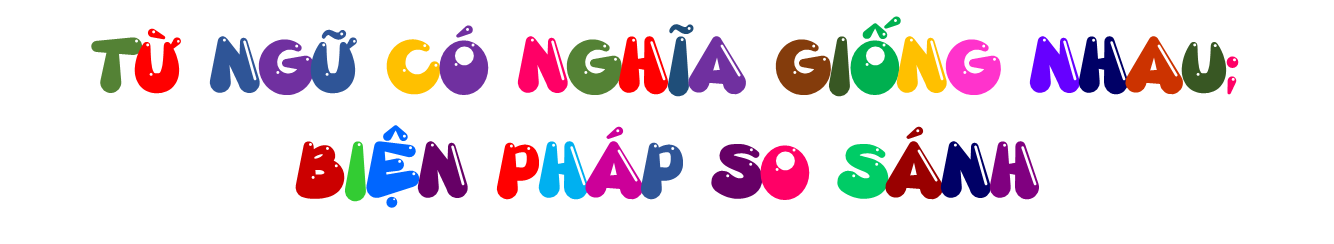 TỪ NGỮ CÓ NGHĨA GIỐNG NHAU;
BIỆN PHÁP SO SÁNH